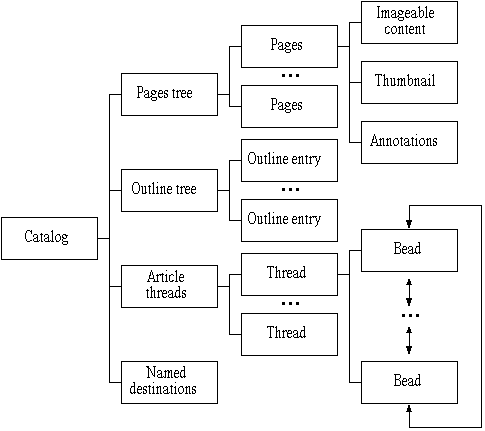 Catalog
Pages tree
Outline tree
Article
threads
Named
destinations
Pages
...
Pages
Outline entry
...
Outline entry
Thread
...
Thread
Imageable
content
Thumbnail
Annotations
Bead
...
Bead